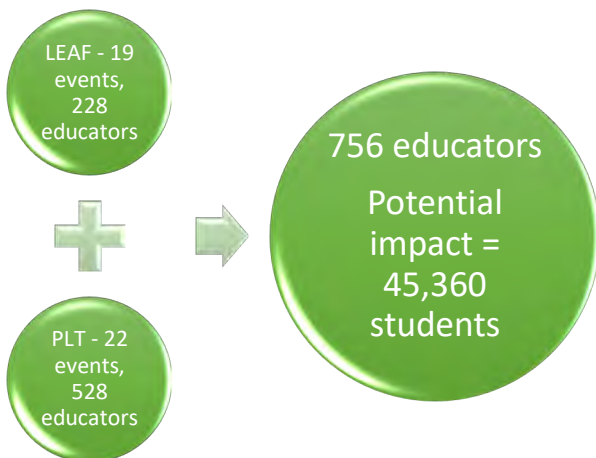 LEAF - 19
events,
228
educators
PLT - 22
events,
528
educators
756 educators
Potential
impact =
45,360
students